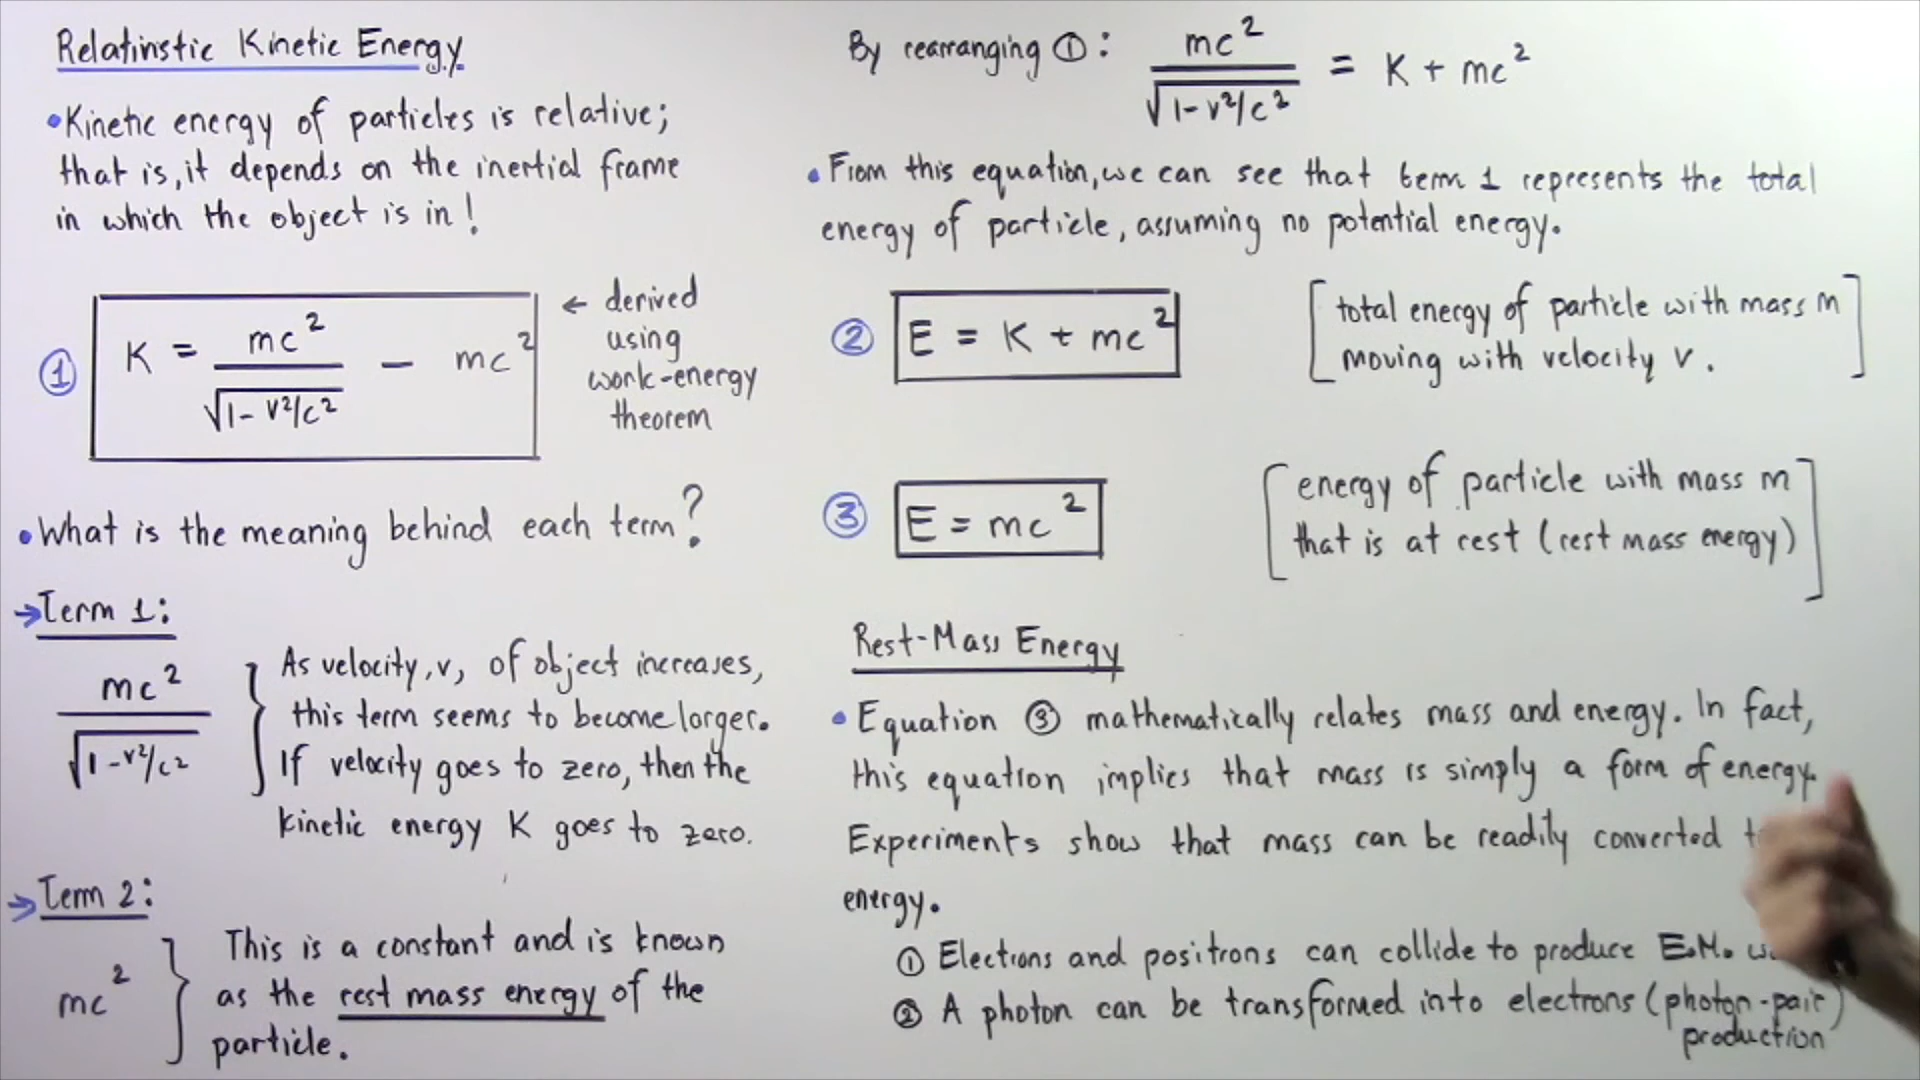 Relativistic Kinetic Energy
•Kinetic energy of particles is relative;
that is, it depends on the inertial frame
in which the object is in!
① K = mc²/√1-v²/c² - mc²
← derived
using
work-energy
theorem
•What is the meaning behind each term?
→Term 1:
mc²/√1-v²/c²
As velocity, v, of object increases,
this term seems to become larger.
If velocity goes to zero, then the
kinetic energy K goes to zero.
→Term 2:
mc²
This is a constant and is known
as the rest mass energy of the
particle.
By rearranging ①: mc²/√1-v²/c² = K + mc²
•From this equation, we can see that term 1 represents the total
energy of particle, assuming no potential energy.
② E = K + mc²
[total energy of particle with mass m
moving with velocity v.]
③ E = mc²
[energy of particle with mass m
that is at rest (rest mass energy)]
Rest-Mass Energy
•Equation ③ mathematically relates mass and energy. In fact,
this equation implies that mass is simply a form of energy.
Experiments show that mass can be readily converted
energy.
① Electrons and positrons can collide to produce E.M.
② A photon can be transformed into electrons (photon-pair)
production